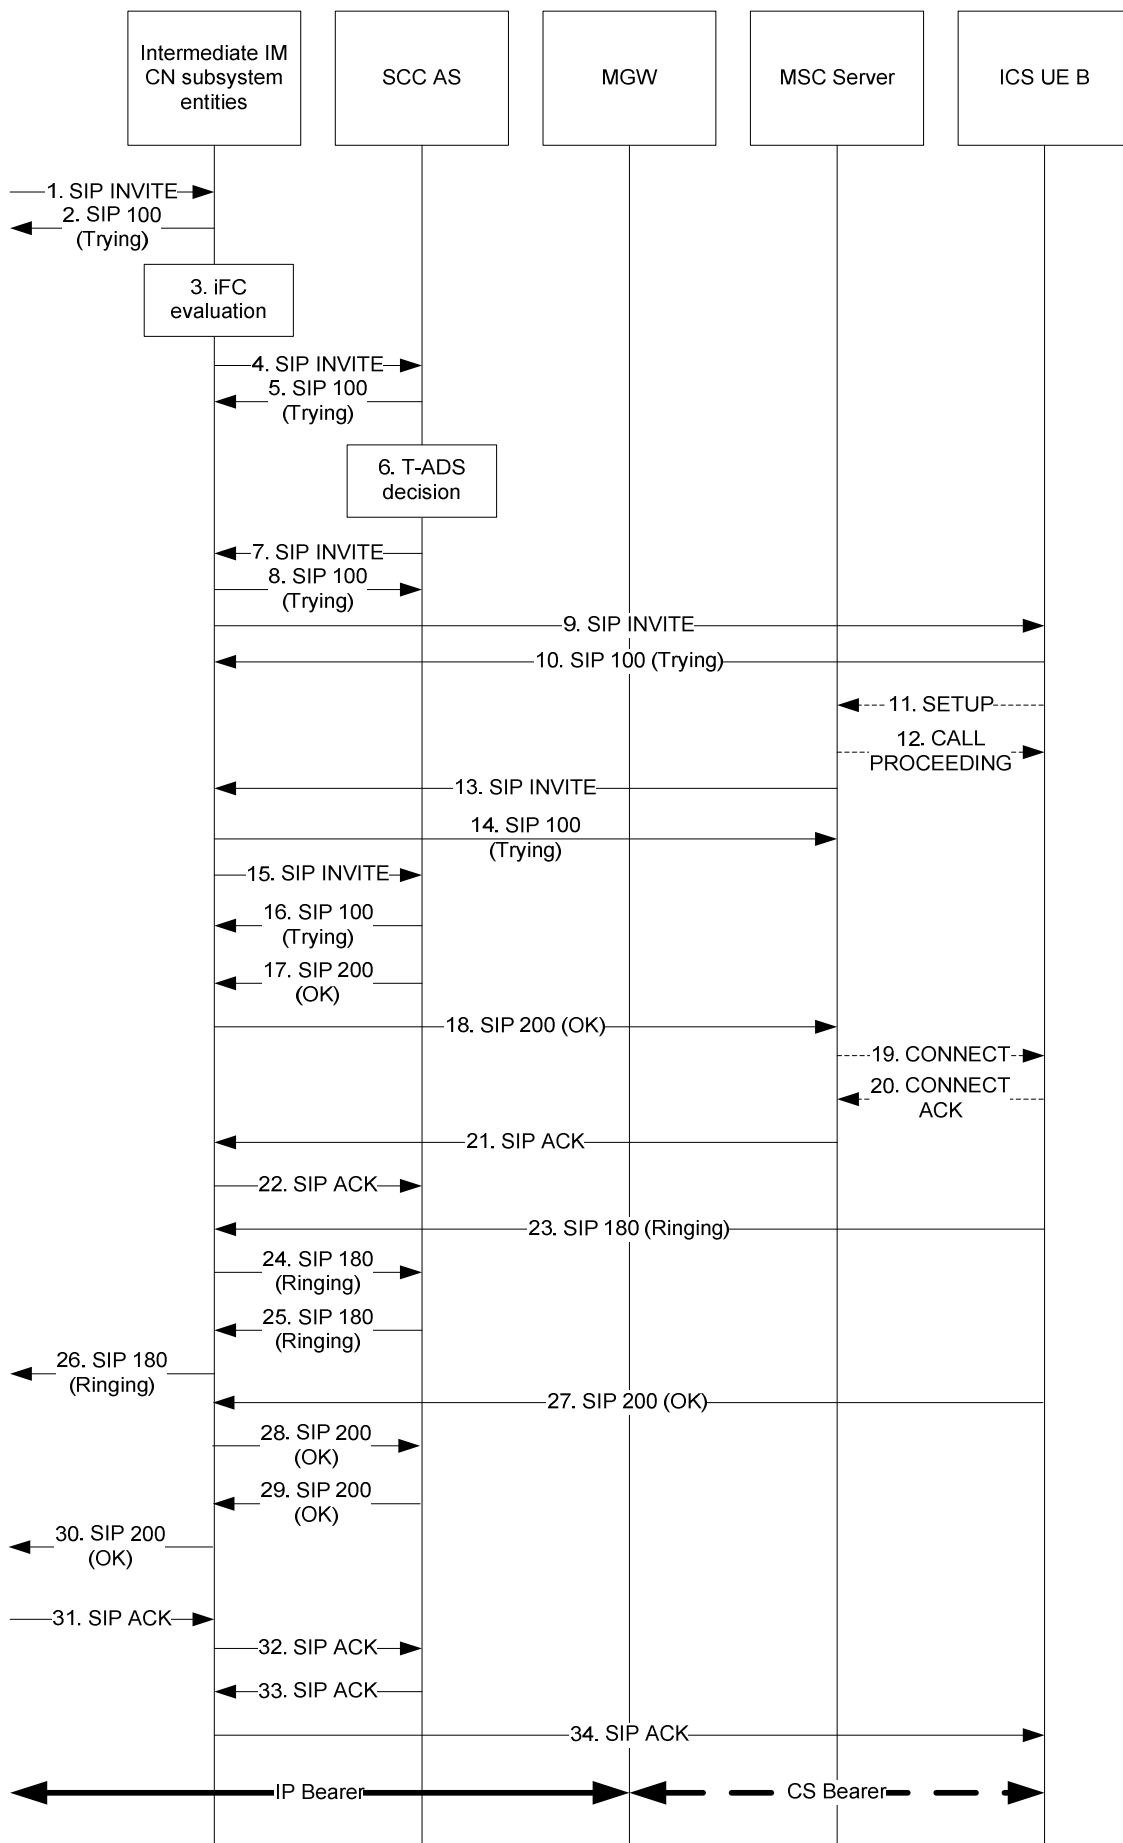 Intermediate IM
CN subsystem
entities
SCC AS
MGW
MSC Server
ICS UE B
1. SIP INVITE
2. SIP 100
(Trying)
3. iFC
evaluation
4. SIP INVITE
5. SIP 100
(Trying)
6. T-ADS
decision
7. SIP INVITE
8. SIP 100
(Trying)
9. SIP INVITE
10. SIP 100 (Trying)
11. SETUP
12. CALL
PROCEEDING
13. SIP INVITE
14. SIP 100
(Trying)
15. SIP INVITE
16. SIP 100
(Trying)
17. SIP 200
(OK)
18. SIP 200 (OK)
19. CONNECT
20. CONNECT
ACK
21. SIP ACK
22. SIP ACK
23. SIP 180 (Ringing)
24. SIP 180
(Ringing)
25. SIP 180
(Ringing)
26. SIP 180
(Ringing)
27. SIP 200 (OK)
28. SIP 200
(OK)
29. SIP 200
(OK)
30. SIP 200
(OK)
31. SIP ACK
32. SIP ACK
33. SIP ACK
34. SIP ACK
IP Bearer
CS Bearer